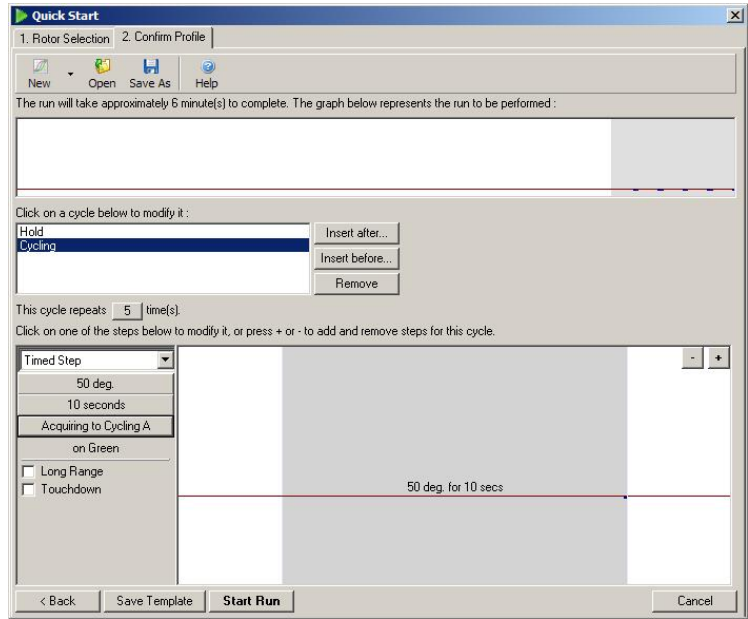 Quick Start
1. Rotor Selection 2. Confirm Profile
New Open Save As Help
The run will take approximately 6 minute(s) to complete. The graph below represents the run to be performed :
Click on a cycle below to modify it :
Hold
Cycling
Insert after...
Insert before...
Remove
This cycle repeats 5 time(s).
Click on one of the steps below to modify it, or press + or - to add and remove steps for this cycle.
Timed Step - +
50 deg.
10 seconds
Acquiring to Cycling A
on Green
Long Range
Touchdown
50 deg. for 10 secs
< Back Save Template Start Run Cancel